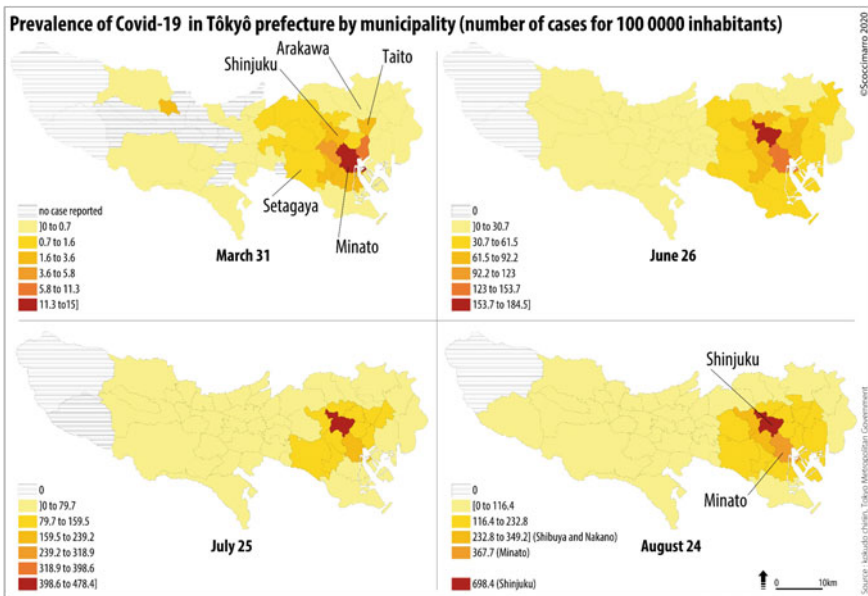 Prevalence of Covid-19 in Tôkyô prefecture by municipality (number of cases for 100 0000 inhabitants)
©Scoccimarro 2020
Arakawa
Shinjuku
Taito
Setagaya
Minato
no case reported
]0 to 0.7
0.7 to 1.6
1.6 to 3.6
3.6 to 5.8
5.8 to 11.3
11.3 to15]
March 31
0
]0 to 30.7
30.7 to 61.5
61.5 to 92.2
92.2 to 123
123 to 153.7
153.7 to 184.5]
June 26
0
]0 to 79.7
79.7 to 159.5
159.5 to 239.2
239.2 to 318.9
318.9 to 398.6
398.6 to 478.4]
July 25
Shinjuku
Minato
0
[0 to 116.4
116.4 to 232.8
232.8 to 349.2] (Shibuya and Nakano)
367.7 (Minato)
698.4 (Shinjuku)
August 24
0 10km
Source : kokudo chiriin, Tokyo Metropolitan Government